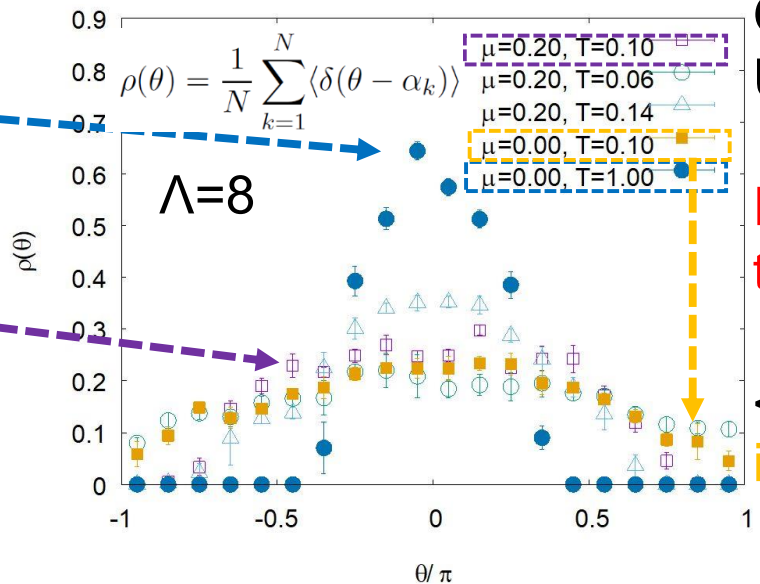 0.9
0.8
0.7
0.6
0.5
0.4
0.3
0.2
0.1
0
ρ(θ)
ρ(θ) = 1/N ∑_{k=1}^{N} ⟨δ(θ − α_k)⟩
μ=0.20, T=0.10
μ=0.20, T=0.06
μ=0.20, T=0.14
μ=0.00, T=0.10
μ=0.00, T=1.00
Λ=8
-1 -0.5 0 0.5 1
θ/π